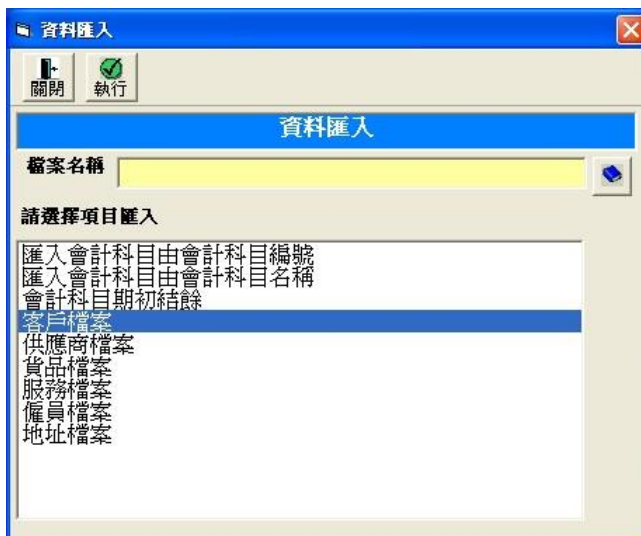 資料匯入
關閉 執行
資料匯入
檔案名稱
請選擇項目匯入
匯入會計科目由會計科目編號
匯入會計科目由會計科目名稱
會計科目期初結餘
客戶檔案
供應商檔案
貨品檔案
服務檔案
僱員檔案
地址檔案